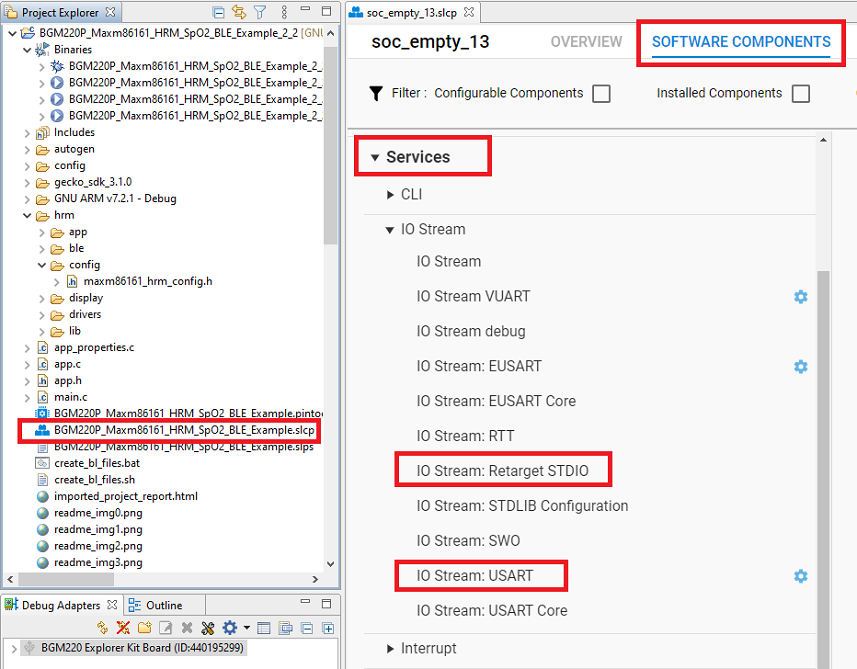 Project Explorer
BGM220P_Maxm86161_HRM_SpO2_BLE_Example_2_2 [GNU
Binaries
BGM220P_Maxm86161_HRM_SpO2_BLE_Example_2_
BGM220P_Maxm86161_HRM_SpO2_BLE_Example_2_
BGM220P_Maxm86161_HRM_SpO2_BLE_Example_2_
BGM220P_Maxm86161_HRM_SpO2_BLE_Example_2_
Includes
autogen
config
gecko_sdk_3.1.0
GNU ARM v7.2.1 - Debug
hrm
app
ble
config
maxm86161_hrm_config.h
display
drivers
lib
app_properties.c
app.c
app.h
main.c
BGM220P_Maxm86161_HRM_SpO2_BLE_Example.pintoo
BGM220P_Maxm86161_HRM_SpO2_BLE_Example.slcp
BGM220P_Maxm86161_HRM_SpO2_BLE_Example.slps
create_bl_files.bat
create_bl_files.sh
imported_project_report.html
readme_img0.png
readme_img1.png
readme_img2.png
readme_img3.png
Debug Adapters
Outline
BGM220 Explorer Kit Board (ID:440195299)
soc_empty_13.slcp
soc_empty_13
OVERVIEW
SOFTWARE COMPONENTS
Filter : Configurable Components
Installed Components
Services
CLI
IO Stream
IO Stream
IO Stream VUART
IO Stream debug
IO Stream: EUSART
IO Stream: EUSART Core
IO Stream: RTT
IO Stream: Retarget STDIO
IO Stream: STDLIB Configuration
IO Stream: SWO
IO Stream: USART
IO Stream: USART Core
Interrupt